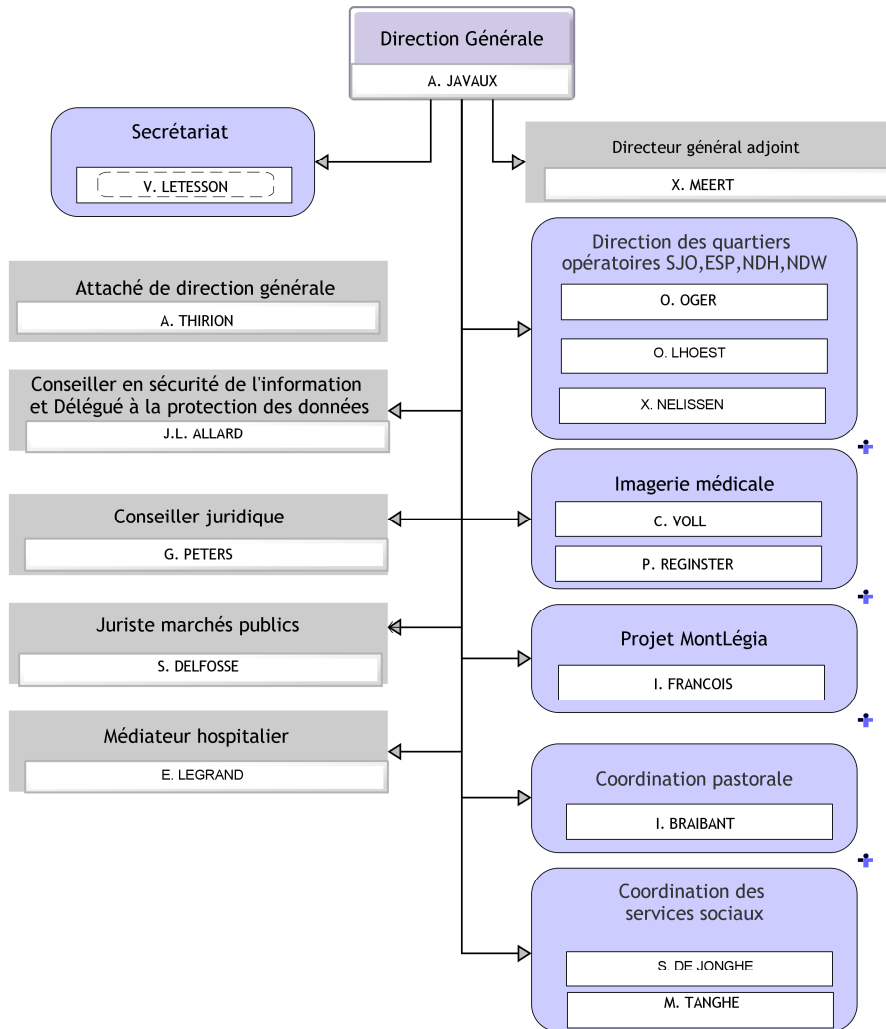 Direction Générale
A. JAVAUX
Secrétariat
V. LETESSON
Directeur général adjoint
X. MEERT
Attaché de direction générale
A. THIRION
Conseiller en sécurité de l'information
et Délégué à la protection des données
J.L. ALLARD
Conseiller juridique
G. PETERS
Juriste marchés publics
S. DELFOSSE
Médiateur hospitalier
E. LEGRAND
Direction des quartiers
opératoires SJO,ESP,NDH,NDW
O. OGER
O. LHOEST
X. NELISSEN
Imagerie médicale
C. VOLL
P. REGINSTER
Projet MontLégia
I. FRANCOIS
Coordination pastorale
I. BRAIBANT
Coordination des
services sociaux
S. DE JONGHE
M. TANGHE